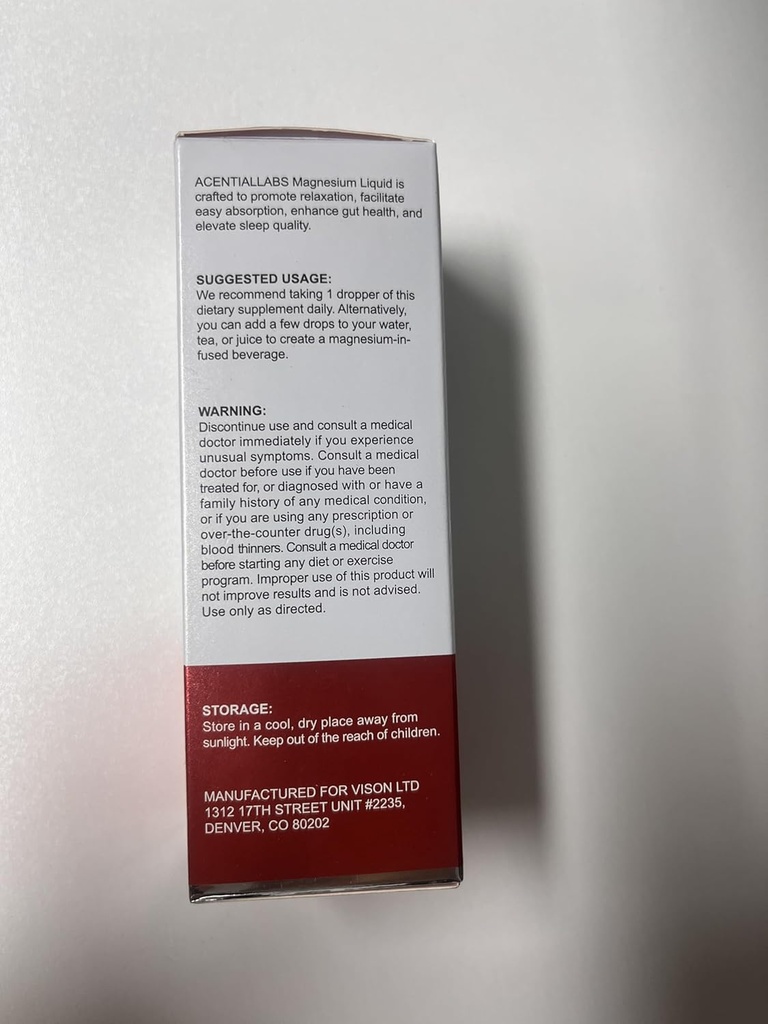 ACENTIALLABS Magnesium Liquid is
crafted to promote relaxation, facilitate
easy absorption, enhance gut health, and
elevate sleep quality.
SUGGESTED USAGE:
We recommend taking 1 dropper of this
dietary supplement daily. Alternatively,
you can add a few drops to your water,
tea, or juice to create a magnesium-in-
fused beverage.
WARNING:
Discontinue use and consult a medical
doctor immediately if you experience
unusual symptoms. Consult a medical
doctor before use if you have been
treated for, or diagnosed with or have a
family history of any medical condition,
or if you are using any prescription or
over-the-counter drug(s), including
blood thinners. Consult a medical doctor
before starting any diet or exercise
program. Improper use of this product will
not improve results and is not advised.
Use only as directed.
STORAGE:
Store in a cool, dry place away from
sunlight. Keep out of the reach of children.
MANUFACTURED FOR VISON LTD
1312 17TH STREET UNIT #2235,
DENVER, CO 80202